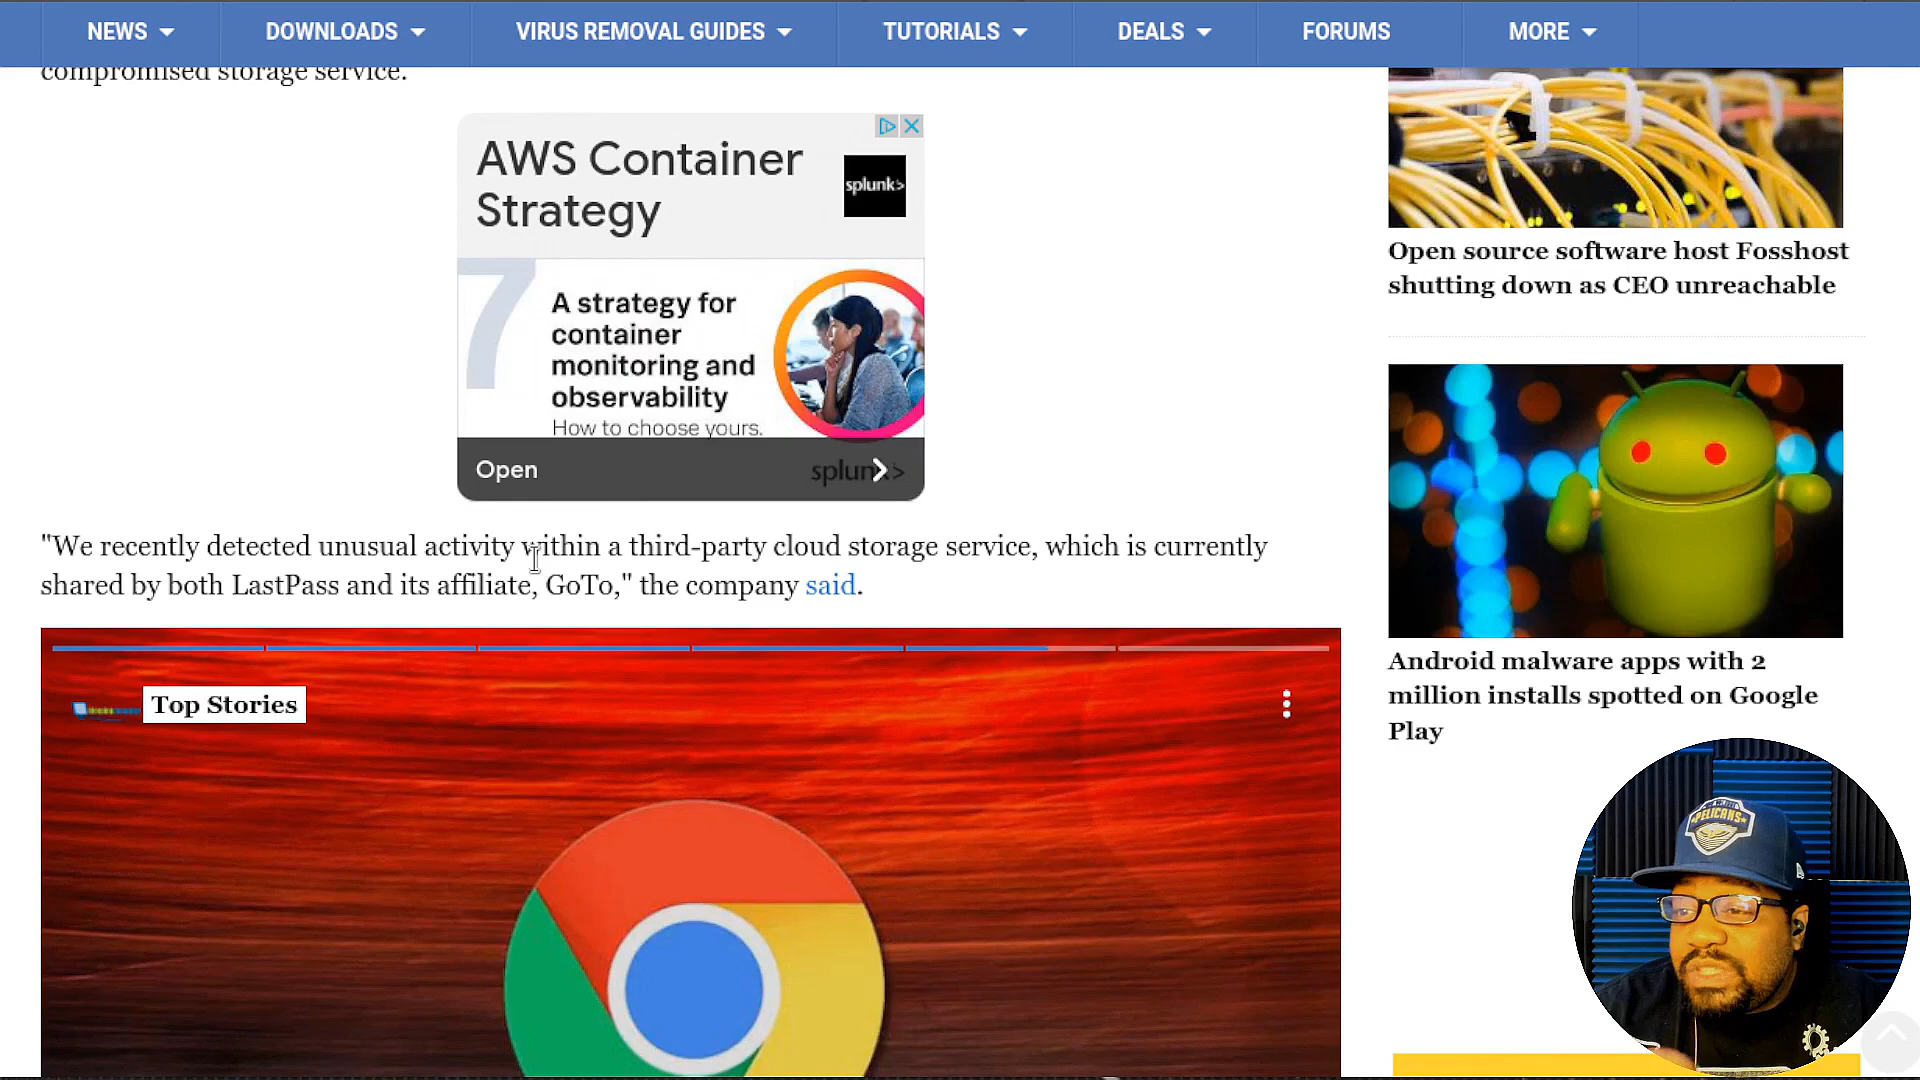 NEWS DOWNLOADS VIRUS REMOVAL GUIDES TUTORIALS DEALS FORUMS MORE
compromised storage service.
AWS Container
Strategy
splunk>
7
A strategy for
container
monitoring and
observability
How to choose yours.
Open
splunk>
"We recently detected unusual activity within a third-party cloud storage service, which is currently
shared by both LastPass and its affiliate, GoTo," the company said.
Top Stories
Open source software host Fosshost
shutting down as CEO unreachable
Android malware apps with 2
million installs spotted on Google
Play
PELICANS